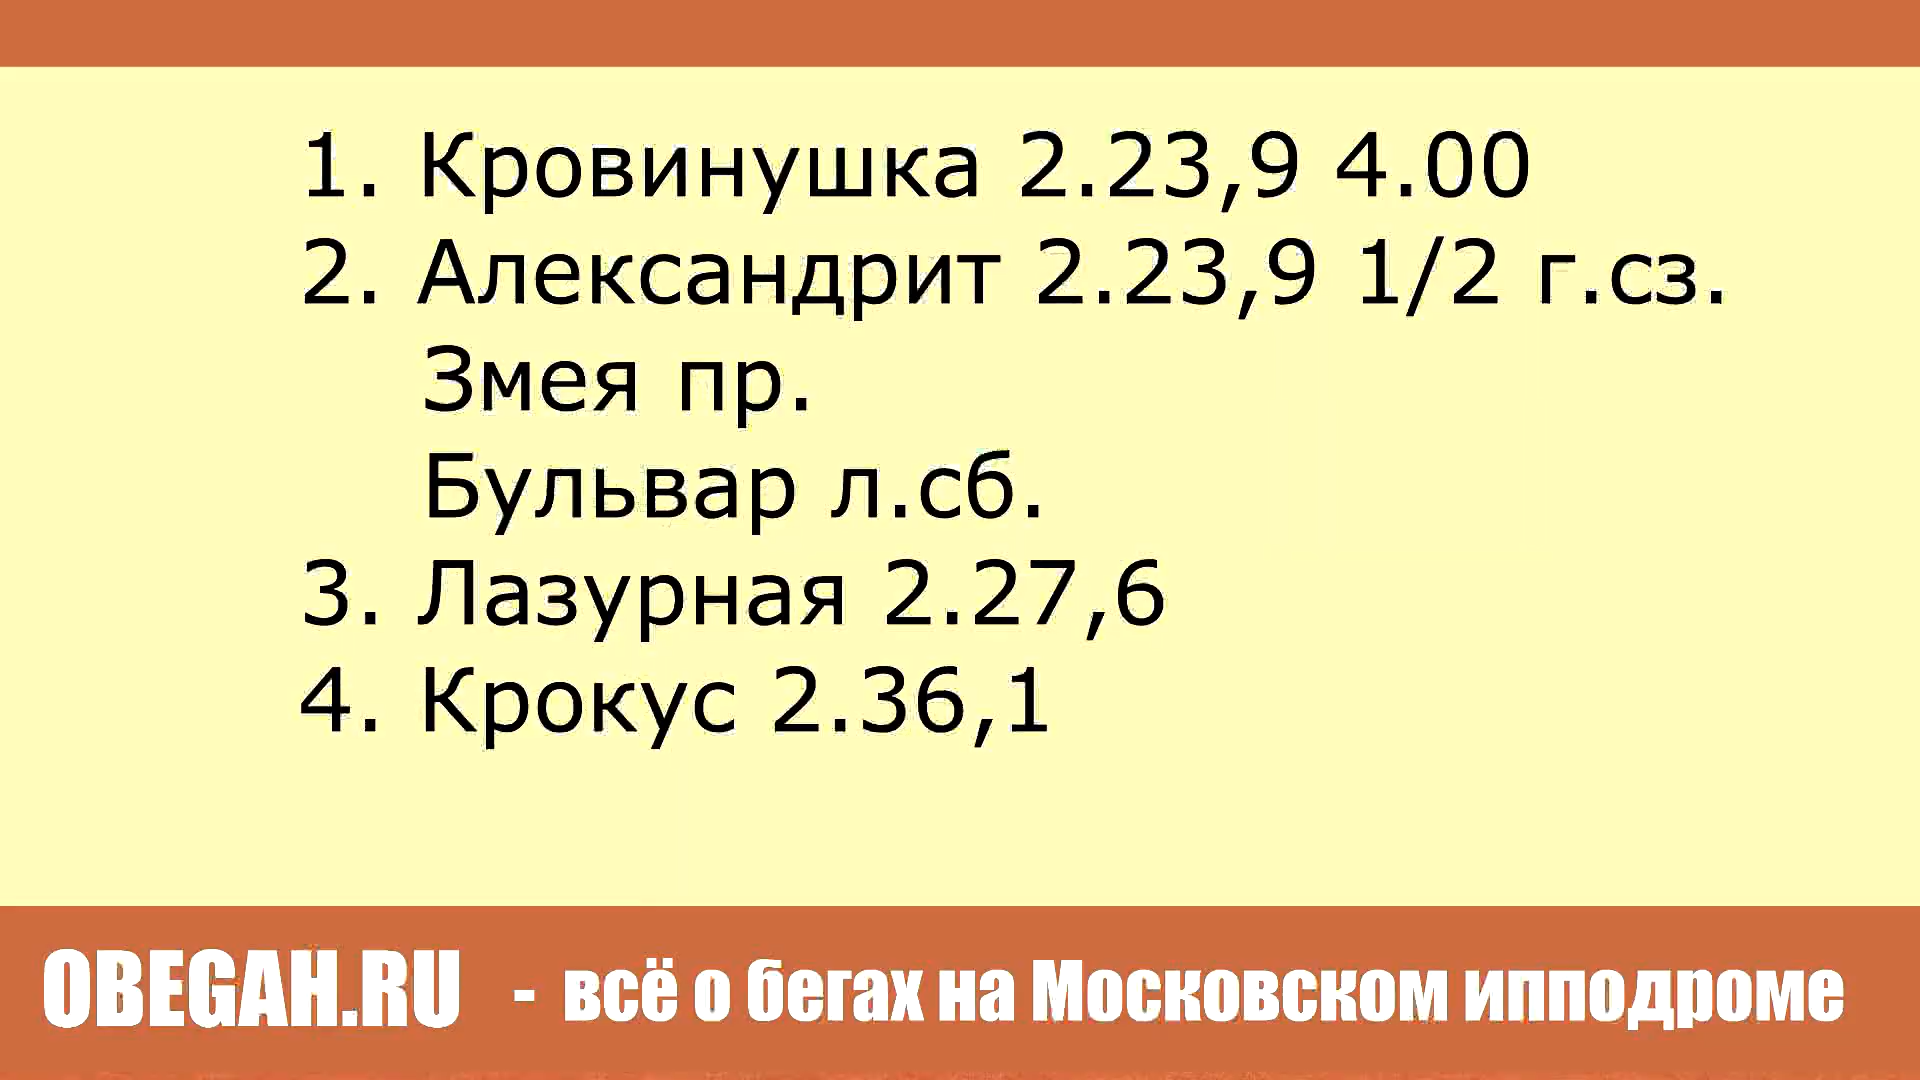 1. Кровинушка 2.23,9 4.00
2. Александрит 2.23,9 1/2 г.сз.
Змея пр.
Бульвар л.сб.
3. Лазурная 2.27,6
4. Крокус 2.36,1
OBEGAH.RU - всё о бегах на Московском ипподроме